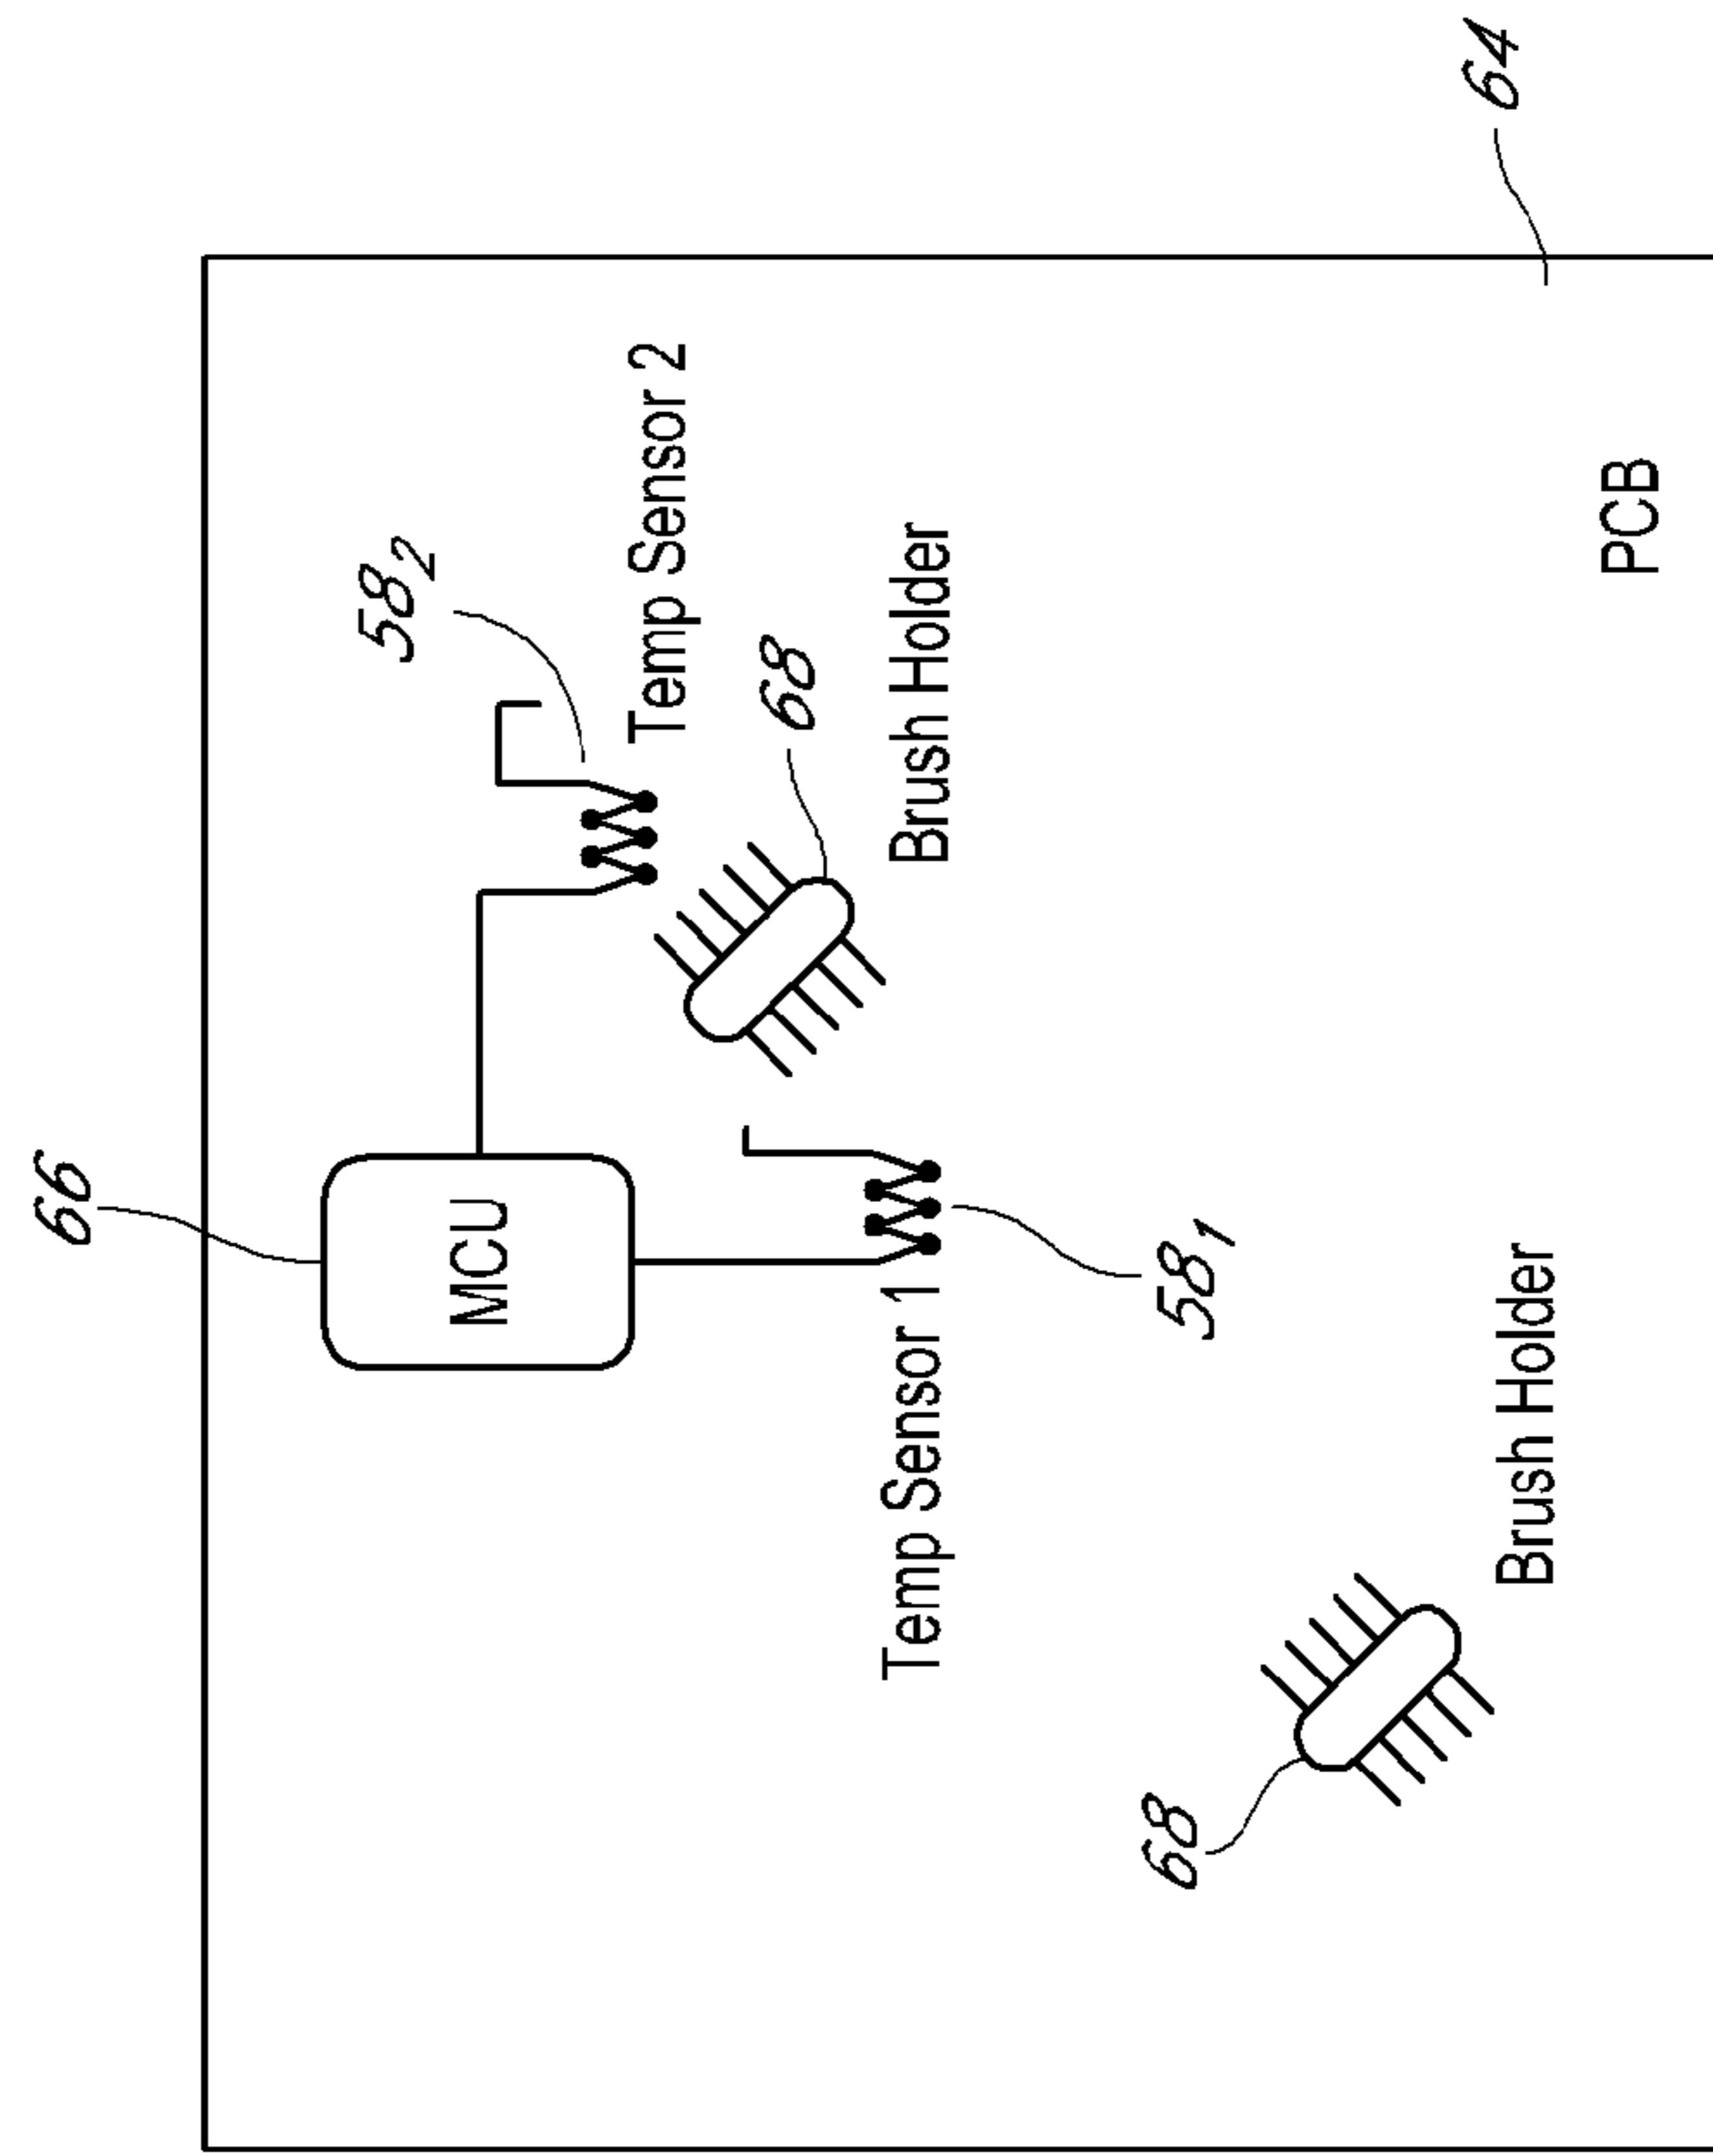 66
MCU
58₂
Temp Sensor 2
68
Brush Holder
Temp Sensor 1
58₁
68
Brush Holder
PCB
64